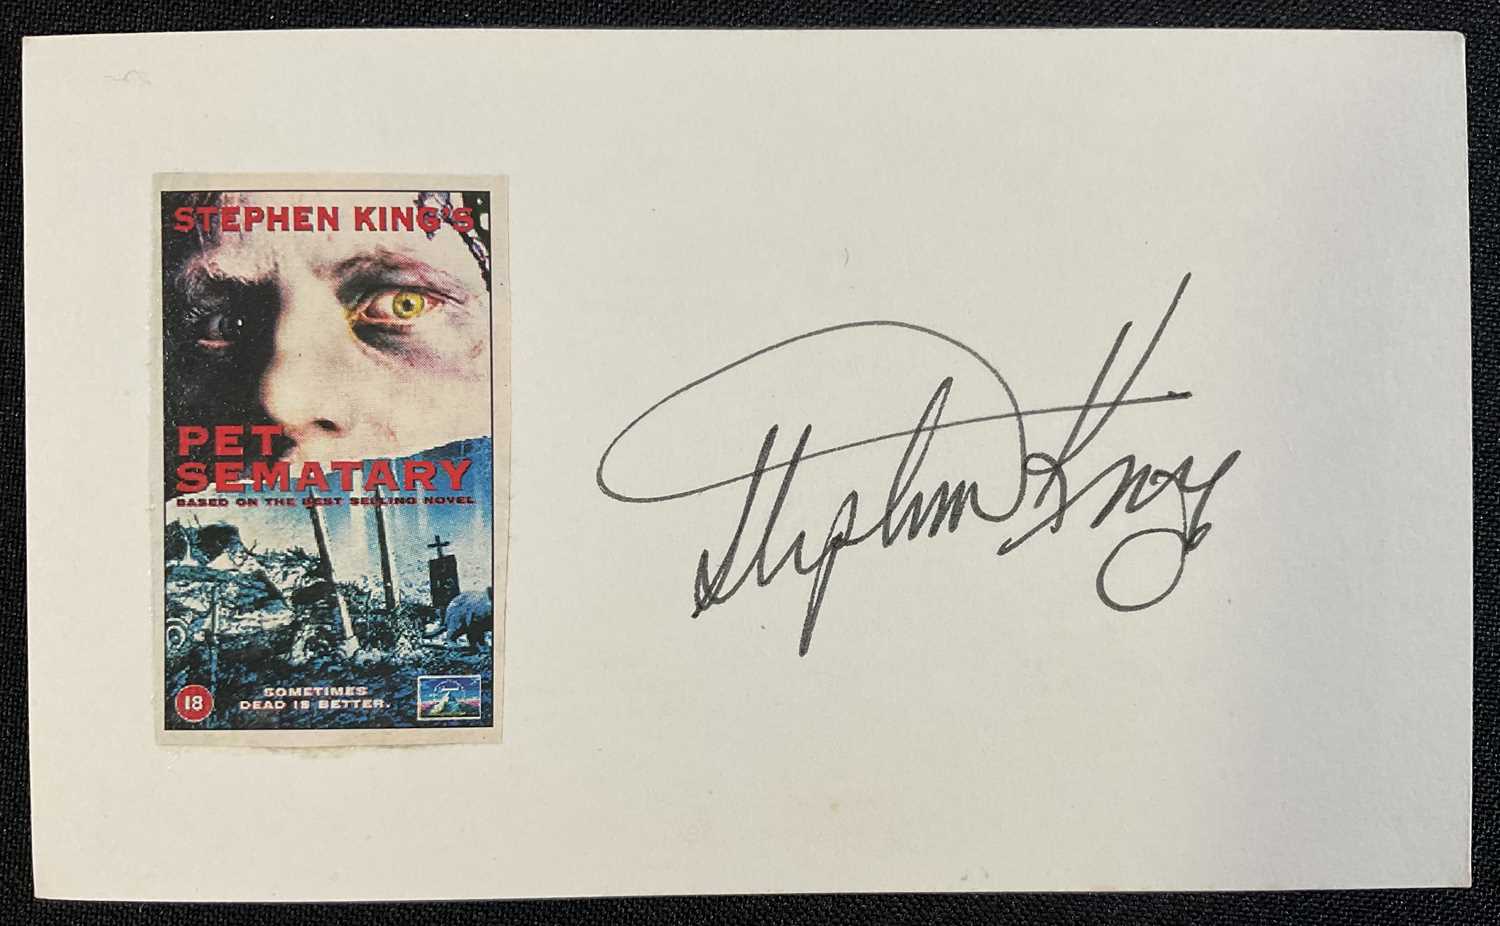 STEPHEN KING'S
PET
SEMATARY
BASED ON THE BEST SELLING NOVEL
18
SOMETIMES
DEAD IS BETTER.
Stephen King